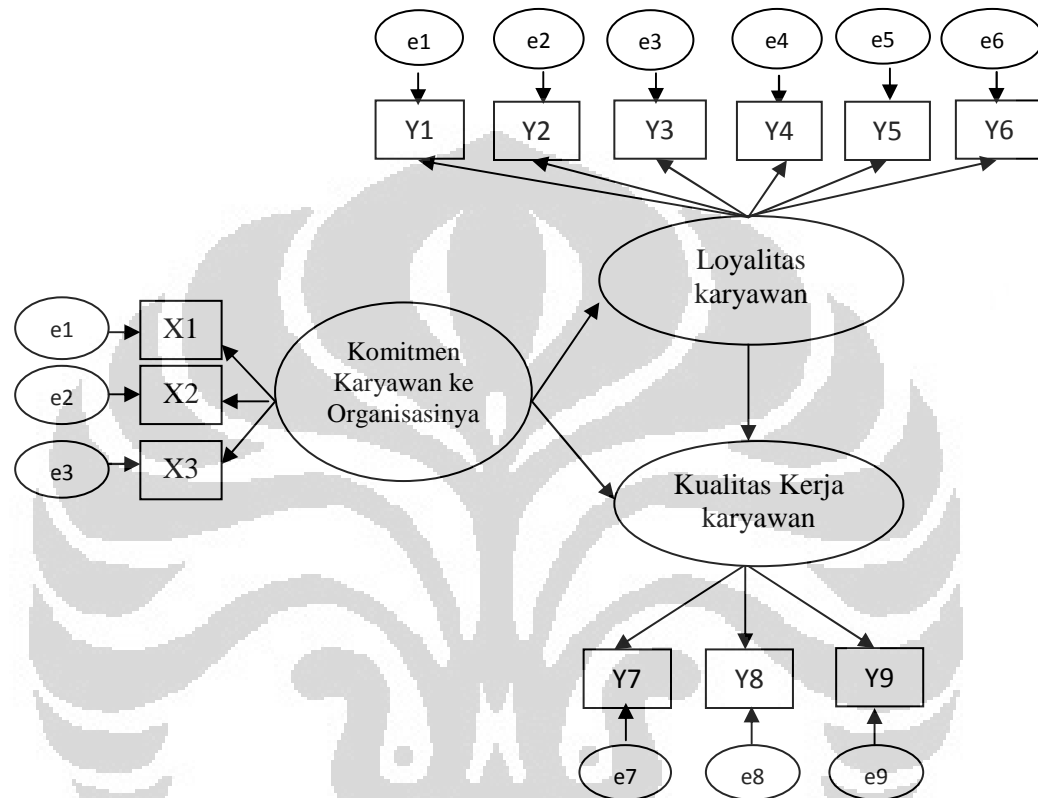 e1 e2 e3 e4 e5 e6
Y1 Y2 Y3 Y4 Y5 Y6
Loyalitas
karyawan
e1 X1
e2 X2
e3 X3
Komitmen
Karyawan ke
Organisasinya
Kualitas Kerja
karyawan
Y7 Y8 Y9
e7 e8 e9